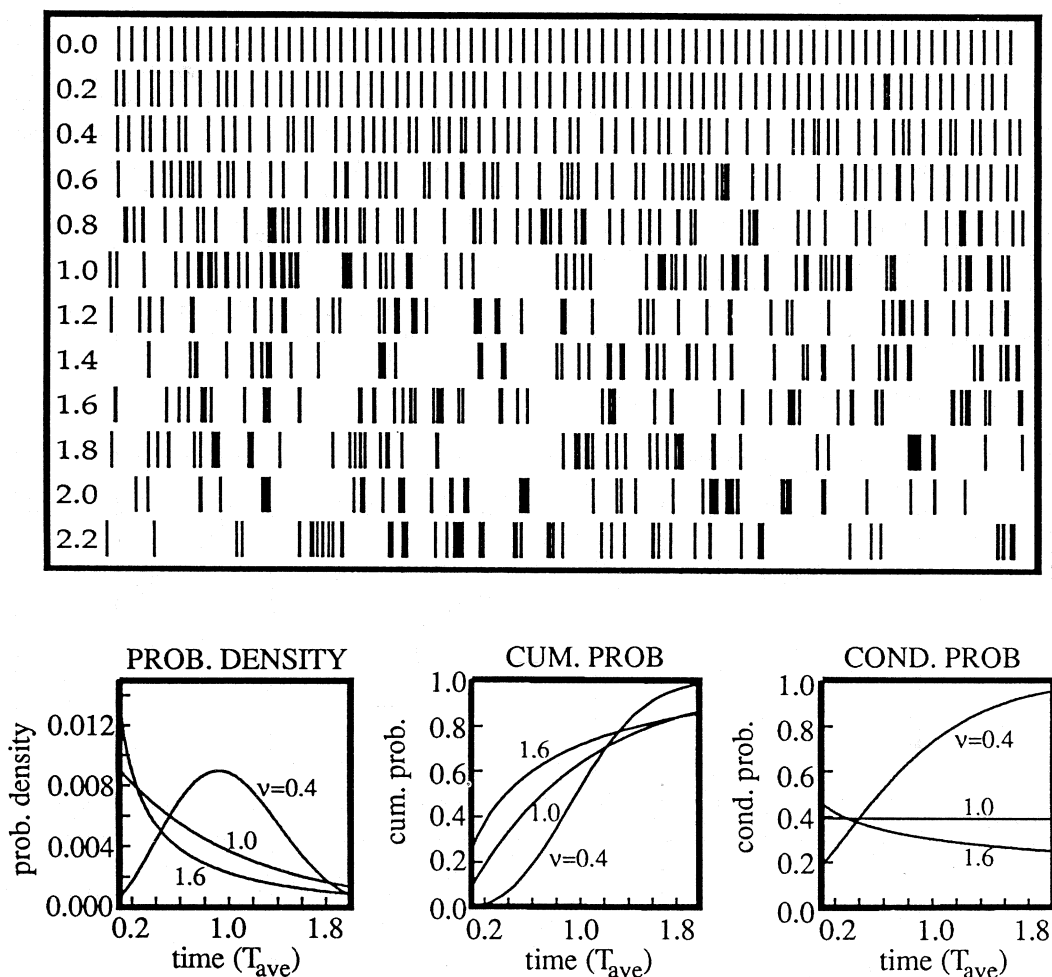 0.0
0.2
0.4
0.6
0.8
1.0
1.2
1.4
1.6
1.8
2.0
2.2
PROB. DENSITY
prob. density
0.012
0.008
0.004
0.000
ν=0.4
1.0
1.6
0.2 1.0 1.8
time (Tave)
CUM. PROB
cum. prob.
1.0
0.8
0.6
0.4
0.2
0.0
1.6
1.0
ν=0.4
0.2 1.0 1.8
time (Tave)
COND. PROB
cond. prob.
1.0
0.8
0.6
0.4
0.2
0.0
ν=0.4
1.0
1.6
0.2 1.0 1.8
time (Tave)